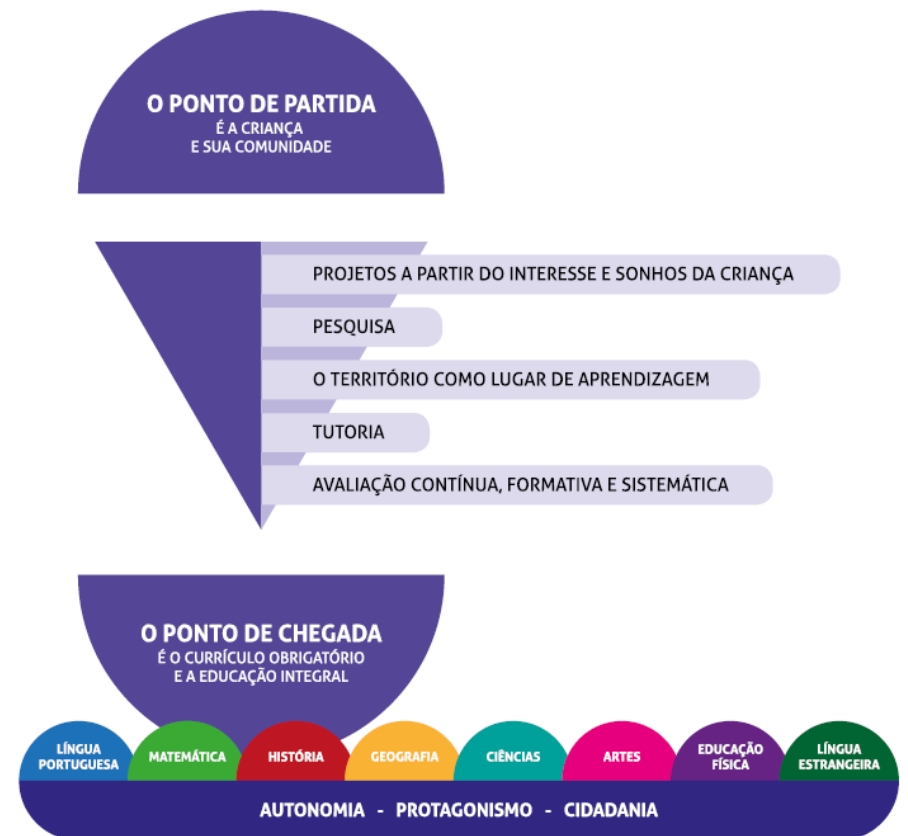 O PONTO DE PARTIDA
É A CRIANÇA
E SUA COMUNIDADE
PROJETOS A PARTIR DO INTERESSE E SONHOS DA CRIANÇA
PESQUISA
O TERRITÓRIO COMO LUGAR DE APRENDIZAGEM
TUTORIA
AVALIAÇÃO CONTÍNUA, FORMATIVA E SISTEMÁTICA
O PONTO DE CHEGADA
É O CURRÍCULO OBRIGATÓRIO
E A EDUCAÇÃO INTEGRAL
LÍNGUA
PORTUGUESA
MATEMÁTICA
HISTÓRIA
GEOGRAFIA
CIÊNCIAS
ARTES
EDUCAÇÃO
FÍSICA
LÍNGUA
ESTRANGEIRA
AUTONOMIA - PROTAGONISMO - CIDADANIA